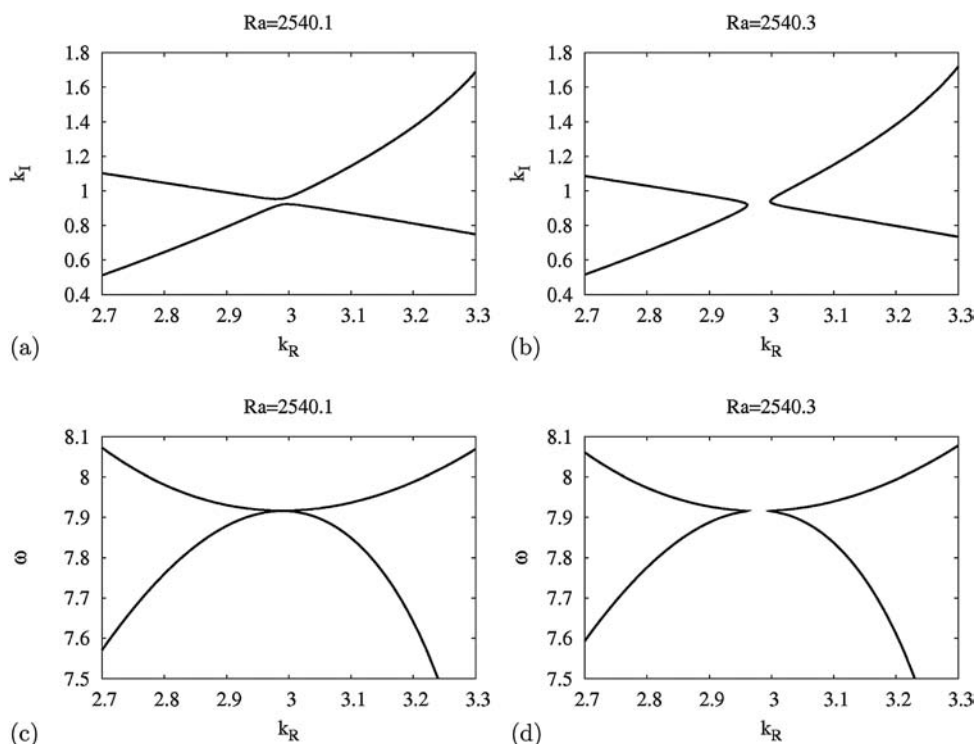 Ra=2540.1
1.8
1.6
1.4
1.2
1
0.8
0.6
0.4
k_I
2.7 2.8 2.9 3 3.1 3.2 3.3
k_R
(a)
Ra=2540.3
1.8
1.6
1.4
1.2
1
0.8
0.6
0.4
k_I
2.7 2.8 2.9 3 3.1 3.2 3.3
k_R
(b)
Ra=2540.1
8.1
8
7.9
7.8
7.7
7.6
7.5
ω
2.7 2.8 2.9 3 3.1 3.2 3.3
k_R
(c)
Ra=2540.3
8.1
8
7.9
7.8
7.7
7.6
7.5
ω
2.7 2.8 2.9 3 3.1 3.2 3.3
k_R
(d)